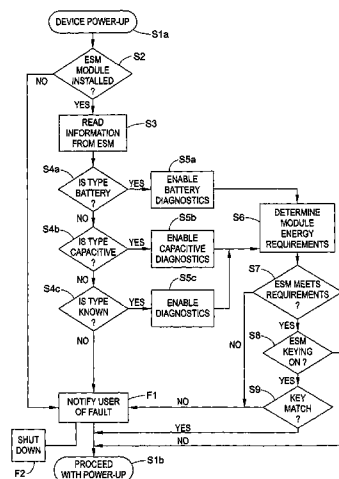 DEVICE POWER-UP
S1a
ESM
MODULE
INSTALLED
?
S2
NO
YES
READ
INFORMATION
FROM ESM
S3
IS TYPE
BATTERY
?
S4a
YES
ENABLE
BATTERY
DIAGNOSTICS
S5a
NO
IS TYPE
CAPACITIVE
?
S4b
YES
ENABLE
CAPACITIVE
DIAGNOSTICS
S5b
DETERMINE
MODULE
ENERGY
REQUIREMENTS
S6
NO
IS TYPE
KNOWN
?
S4c
YES
ENABLE
DIAGNOSTICS
S5c
ESM MEETS
REQUIREMENTS
?
S7
NO
YES
NO
ESM
KEYING
ON ?
S8
YES
NOTIFY USER
OF FAULT
F1
NO
KEY
MATCH
?
S9
YES
NO
SHUT
DOWN
F2
PROCEED
WITH POWER-UP
S1b